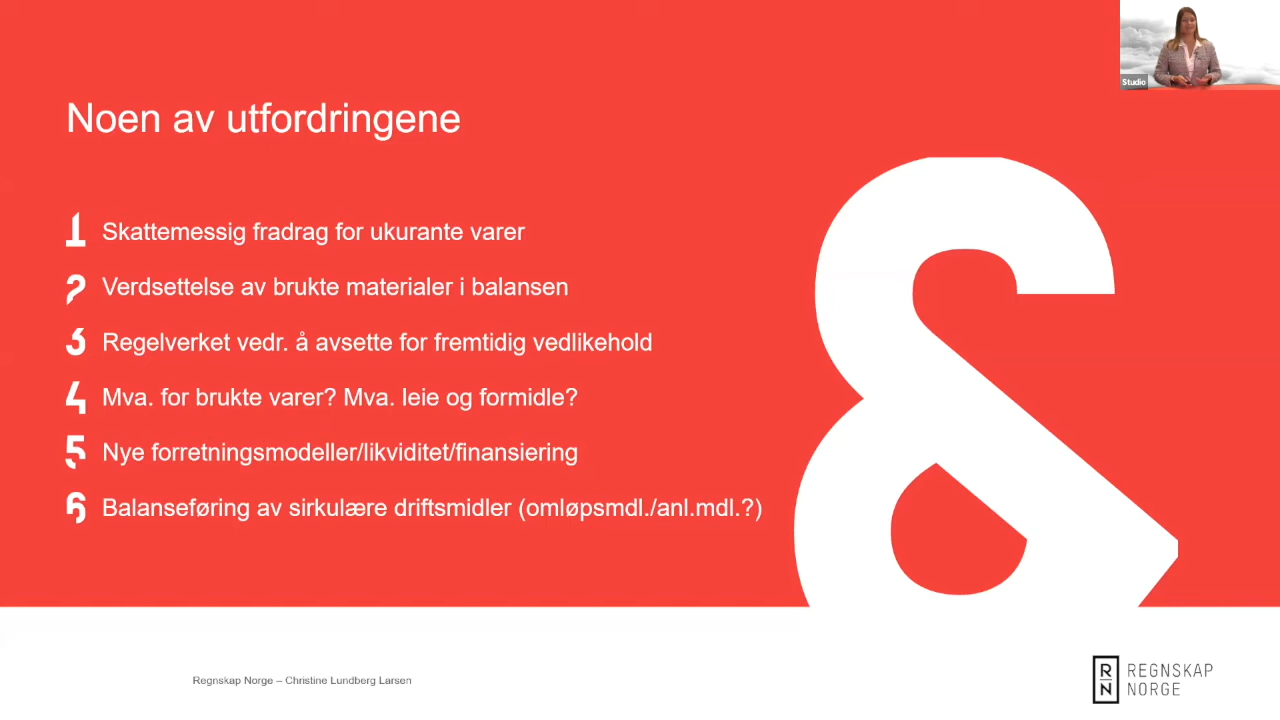 Studio
Noen av utfordringene
1 Skattemessig fradrag for ukurante varer
2 Verdsettelse av brukte materialer i balansen
3 Regelverket vedr. å avsette for fremtidig vedlikehold
4 Mva. for brukte varer? Mva. leie og formidle?
5 Nye forretningsmodeller/likviditet/finansiering
6 Balanseføring av sirkulære driftsmidler (omløpsmdl./anl.mdl.?)
&
Regnskap Norge – Christine Lundberg Larsen
R
N
REGNSKAP
NORGE